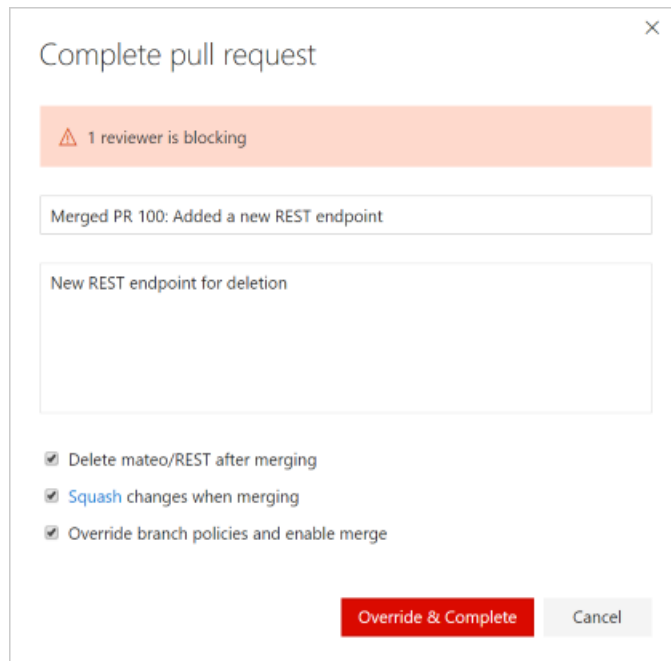 Complete pull request
1 reviewer is blocking
Merged PR 100: Added a new REST endpoint
New REST endpoint for deletion
Delete mateo/REST after merging
Squash changes when merging
Override branch policies and enable merge
Override & Complete
Cancel